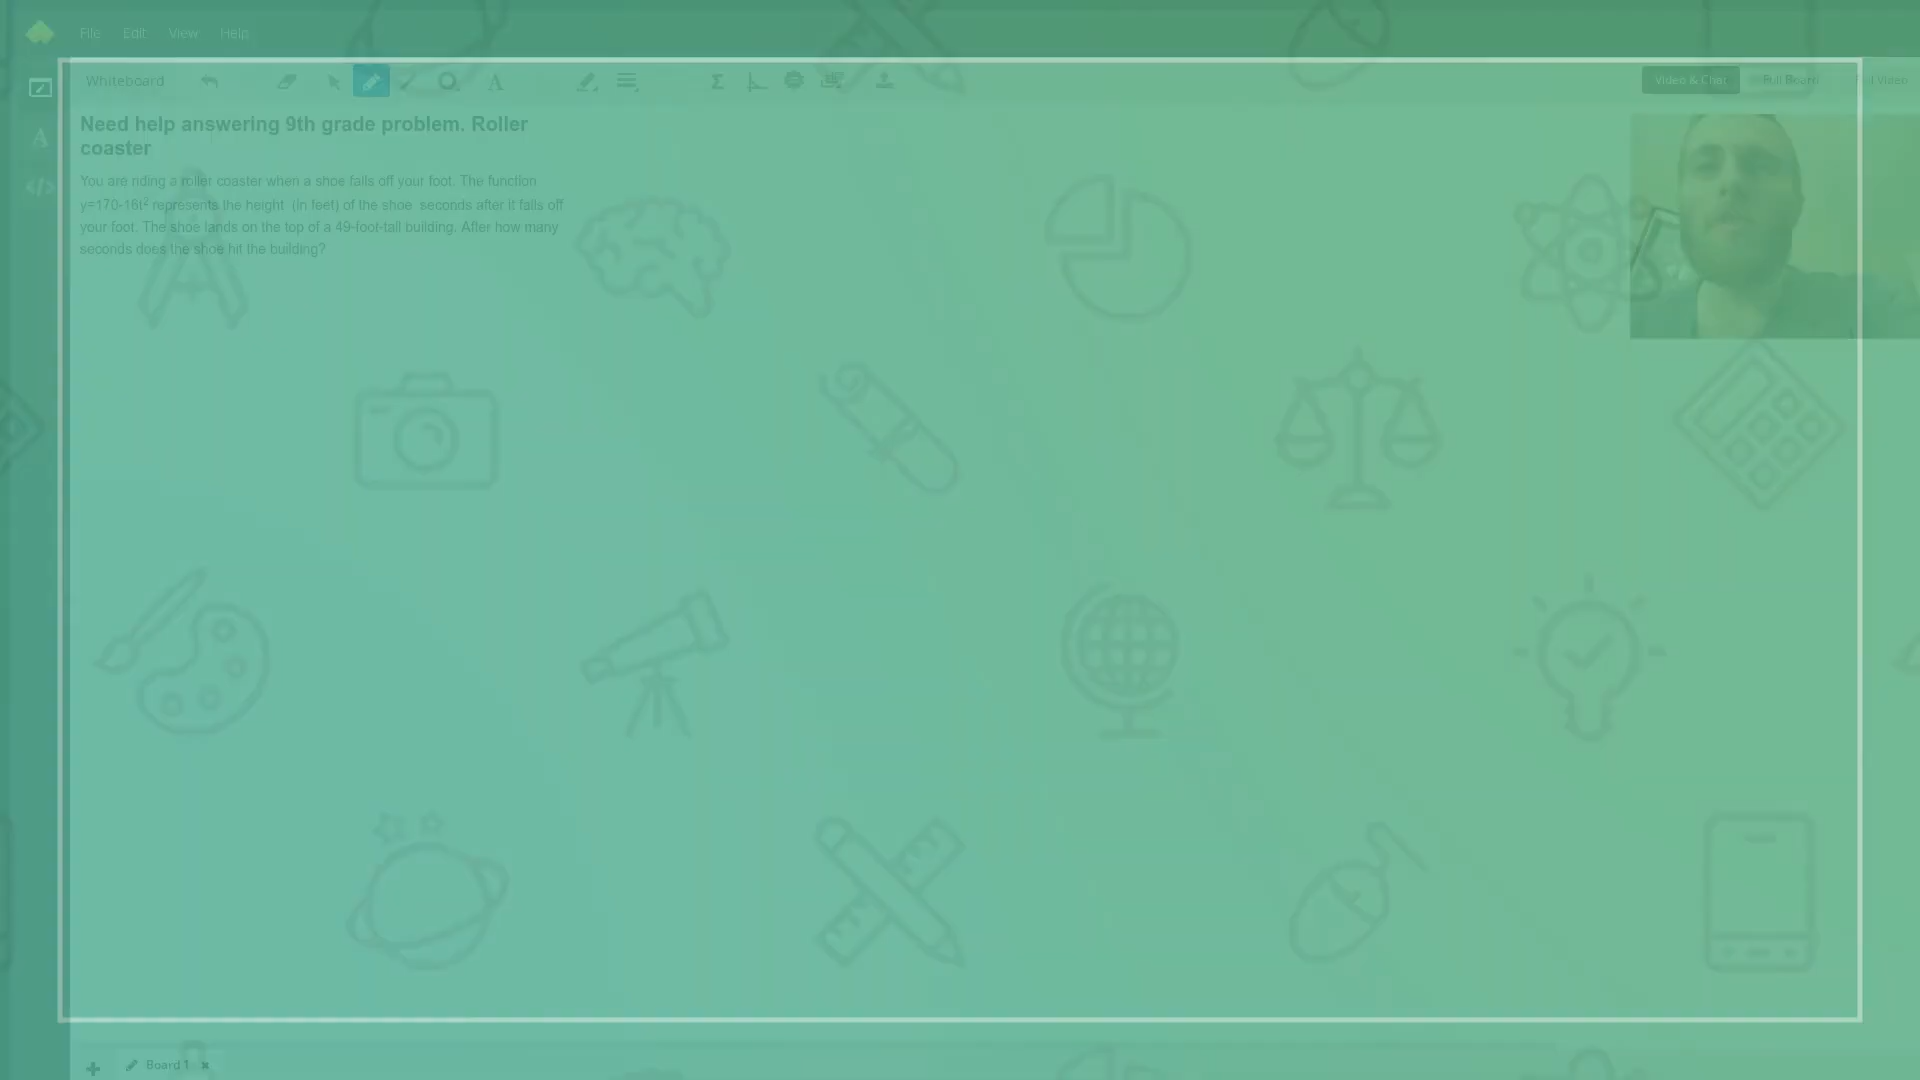 File Edit View Help
Whiteboard
Video & Chat Full Board Full Video
Need help answering 9th grade problem. Roller
coaster
You are riding a roller coaster when a shoe falls off your foot. The function
y=170-16t² represents the height (in feet) of the shoe seconds after it falls off
your foot. The shoe lands on the top of a 49-foot-tall building. After how many
seconds does the shoe hit the building?
Board 1